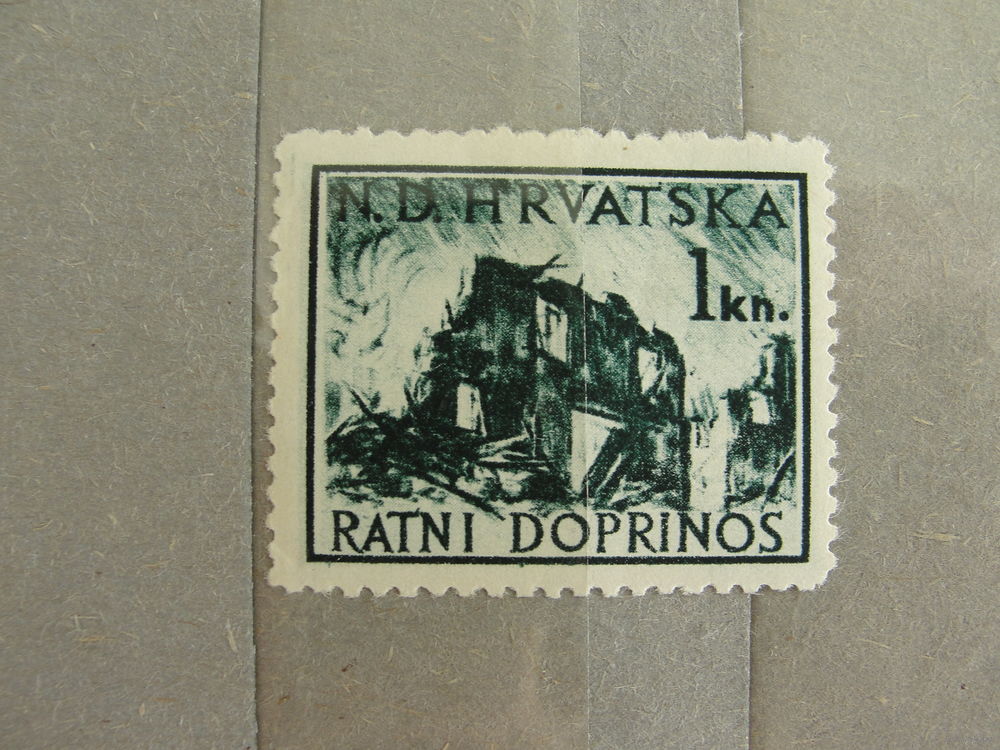 N. D. HRVATSKA
1kn.
RATNI DOPRINOS